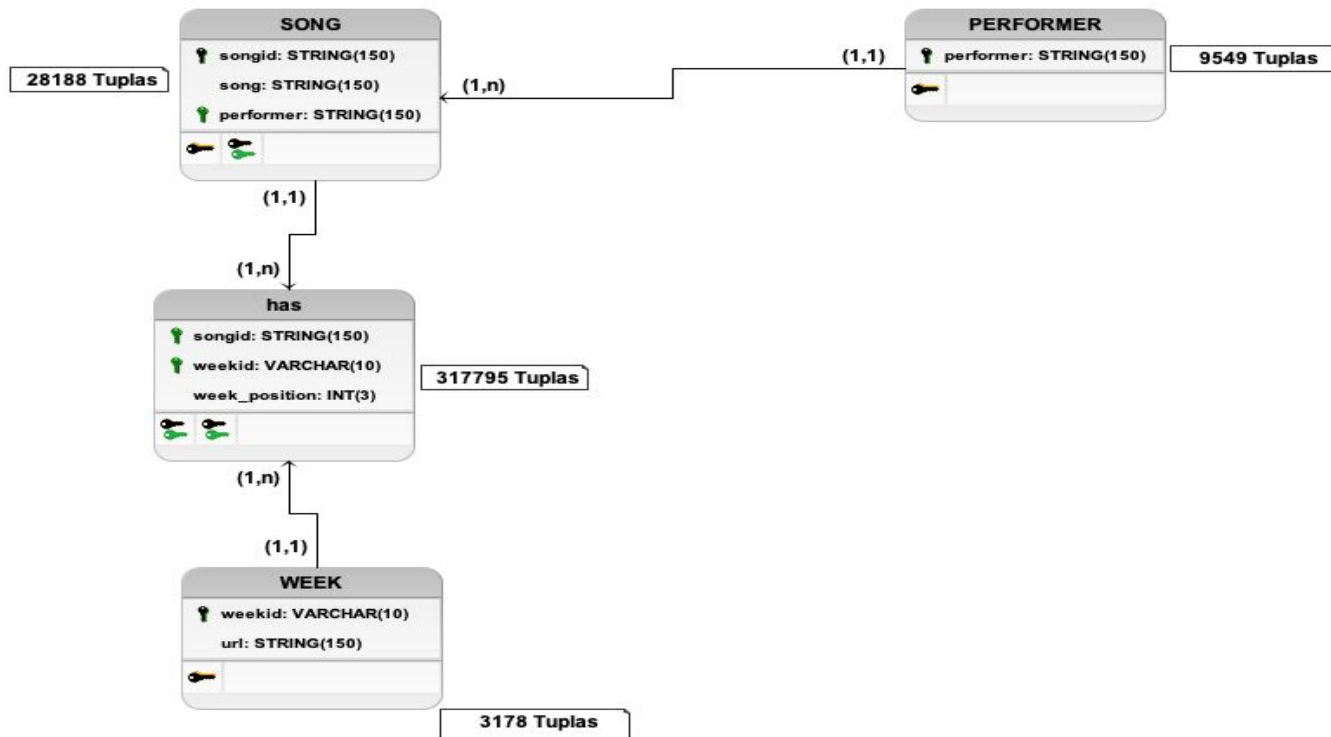 SONG
songid: STRING(150)
song: STRING(150)
performer: STRING(150)
28188 Tuplas
(1,n)
(1,1)
PERFORMER
performer: STRING(150)
9549 Tuplas
(1,1)
(1,n)
has
songid: STRING(150)
weekid: VARCHAR(10)
week_position: INT(3)
317795 Tuplas
(1,n)
(1,1)
WEEK
weekid: VARCHAR(10)
url: STRING(150)
3178 Tuplas